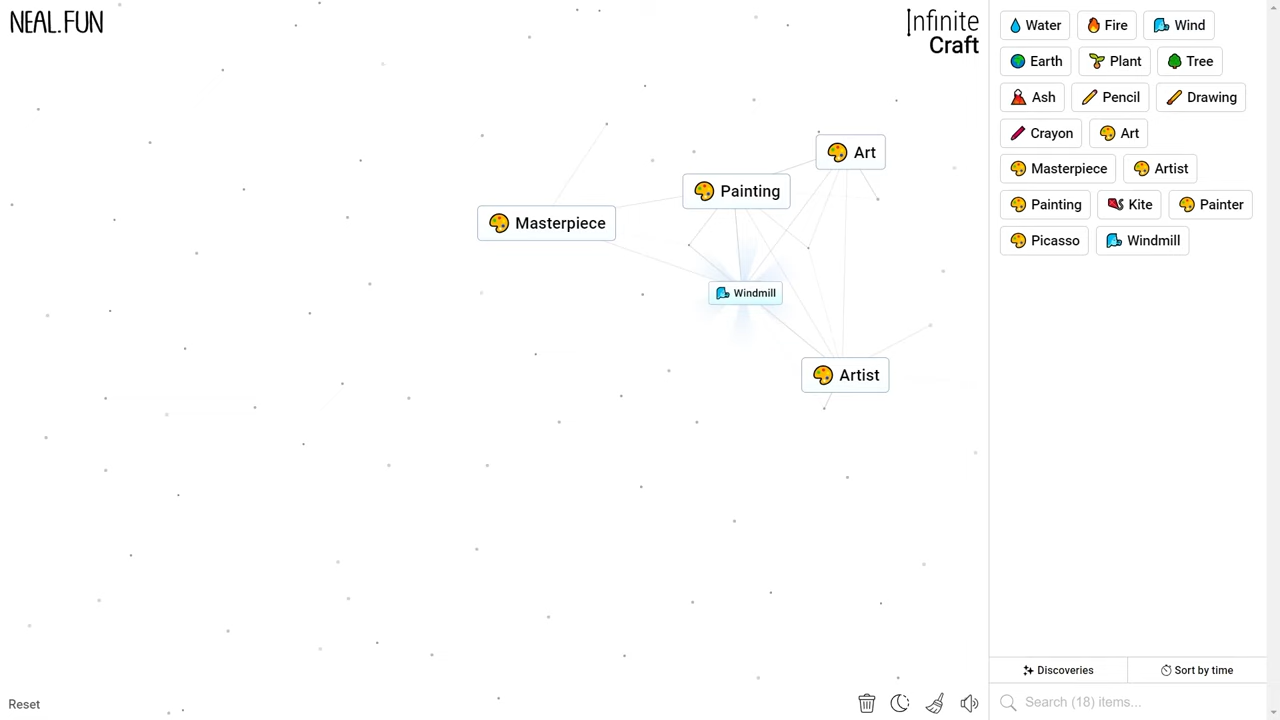 NEAL.FUN
Infinite
Craft
Art
Painting
Masterpiece
Windmill
Artist
Water
Fire
Wind
Earth
Plant
Tree
Ash
Pencil
Drawing
Crayon
Art
Masterpiece
Artist
Painting
Kite
Painter
Picasso
Windmill
Discoveries
Sort by time
Search (18) items...
Reset